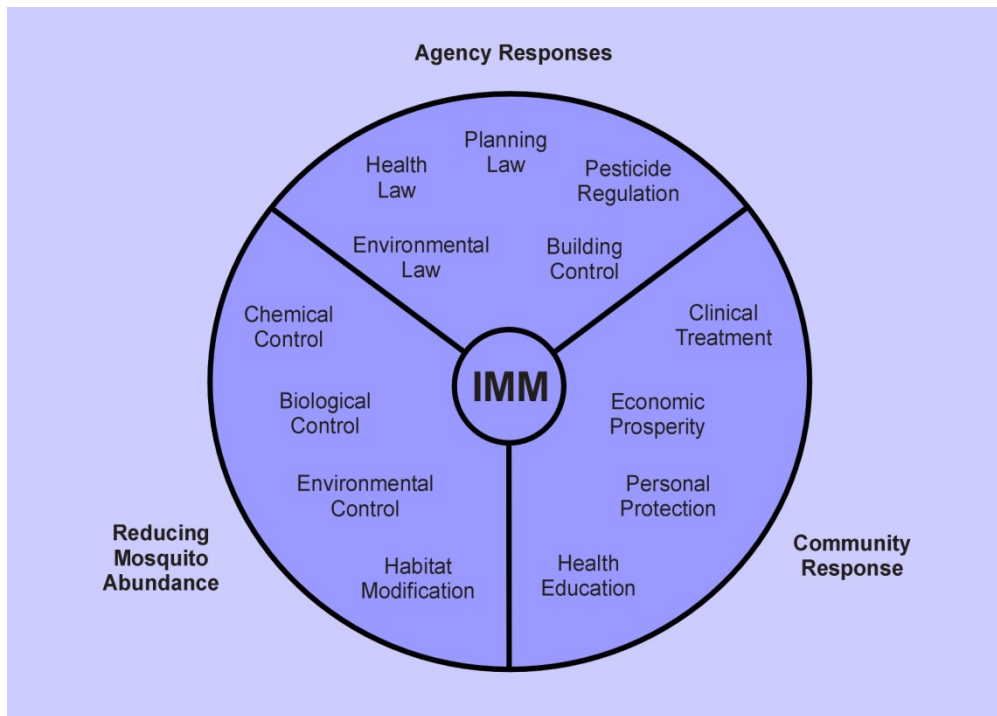 Agency Responses
Planning
Law
Health
Law
Pesticide
Regulation
Environmental
Law
Building
Control
Chemical
Control
Biological
Control
Environmental
Control
Habitat
Modification
Reducing
Mosquito
Abundance
IMM
Clinical
Treatment
Economic
Prosperity
Personal
Protection
Health
Education
Community
Response